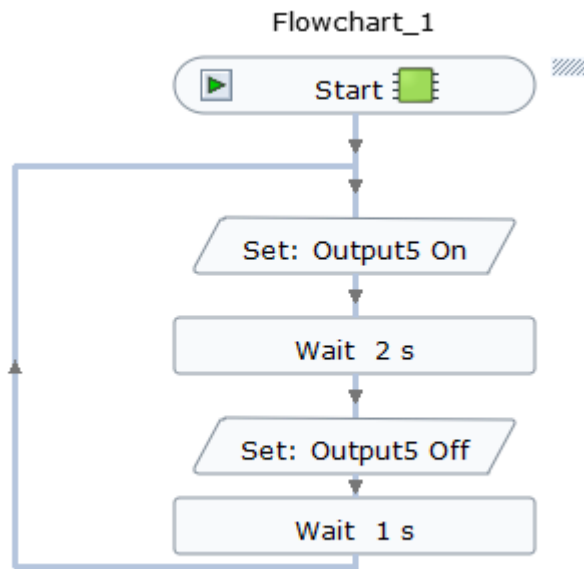 Flowchart_1
Start
Set: Output5 On
Wait 2 s
Set: Output5 Off
Wait 1 s